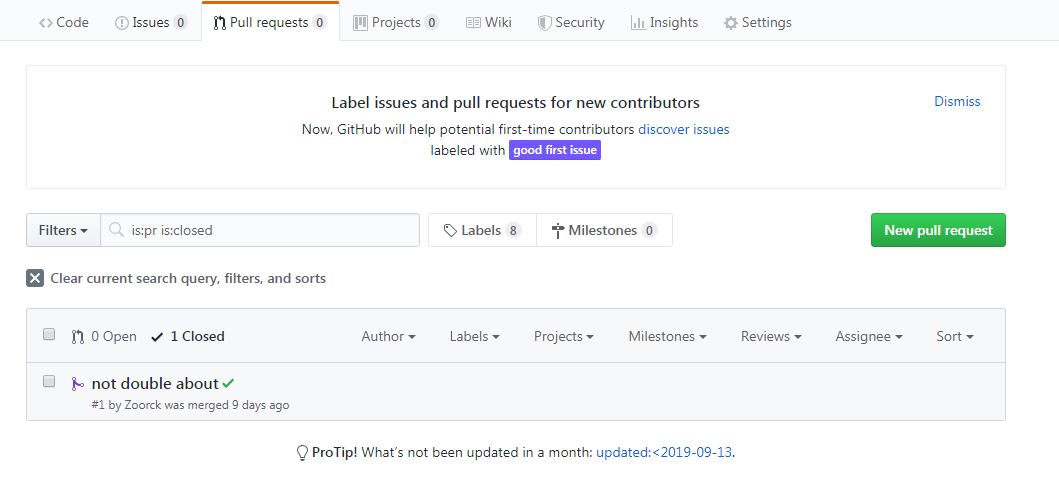 Code Issues 0 Pull requests 0 Projects 0 Wiki Security Insights Settings
Label issues and pull requests for new contributors
Dismiss
Now, GitHub will help potential first-time contributors discover issues
labeled with good first issue
Filters is:pr is:closed Labels 8 Milestones 0 New pull request
Clear current search query, filters, and sorts
0 Open 1 Closed Author Labels Projects Milestones Reviews Assignee Sort
not double about
#1 by Zoorck was merged 9 days ago
ProTip! What's not been updated in a month: updated:<2019-09-13.